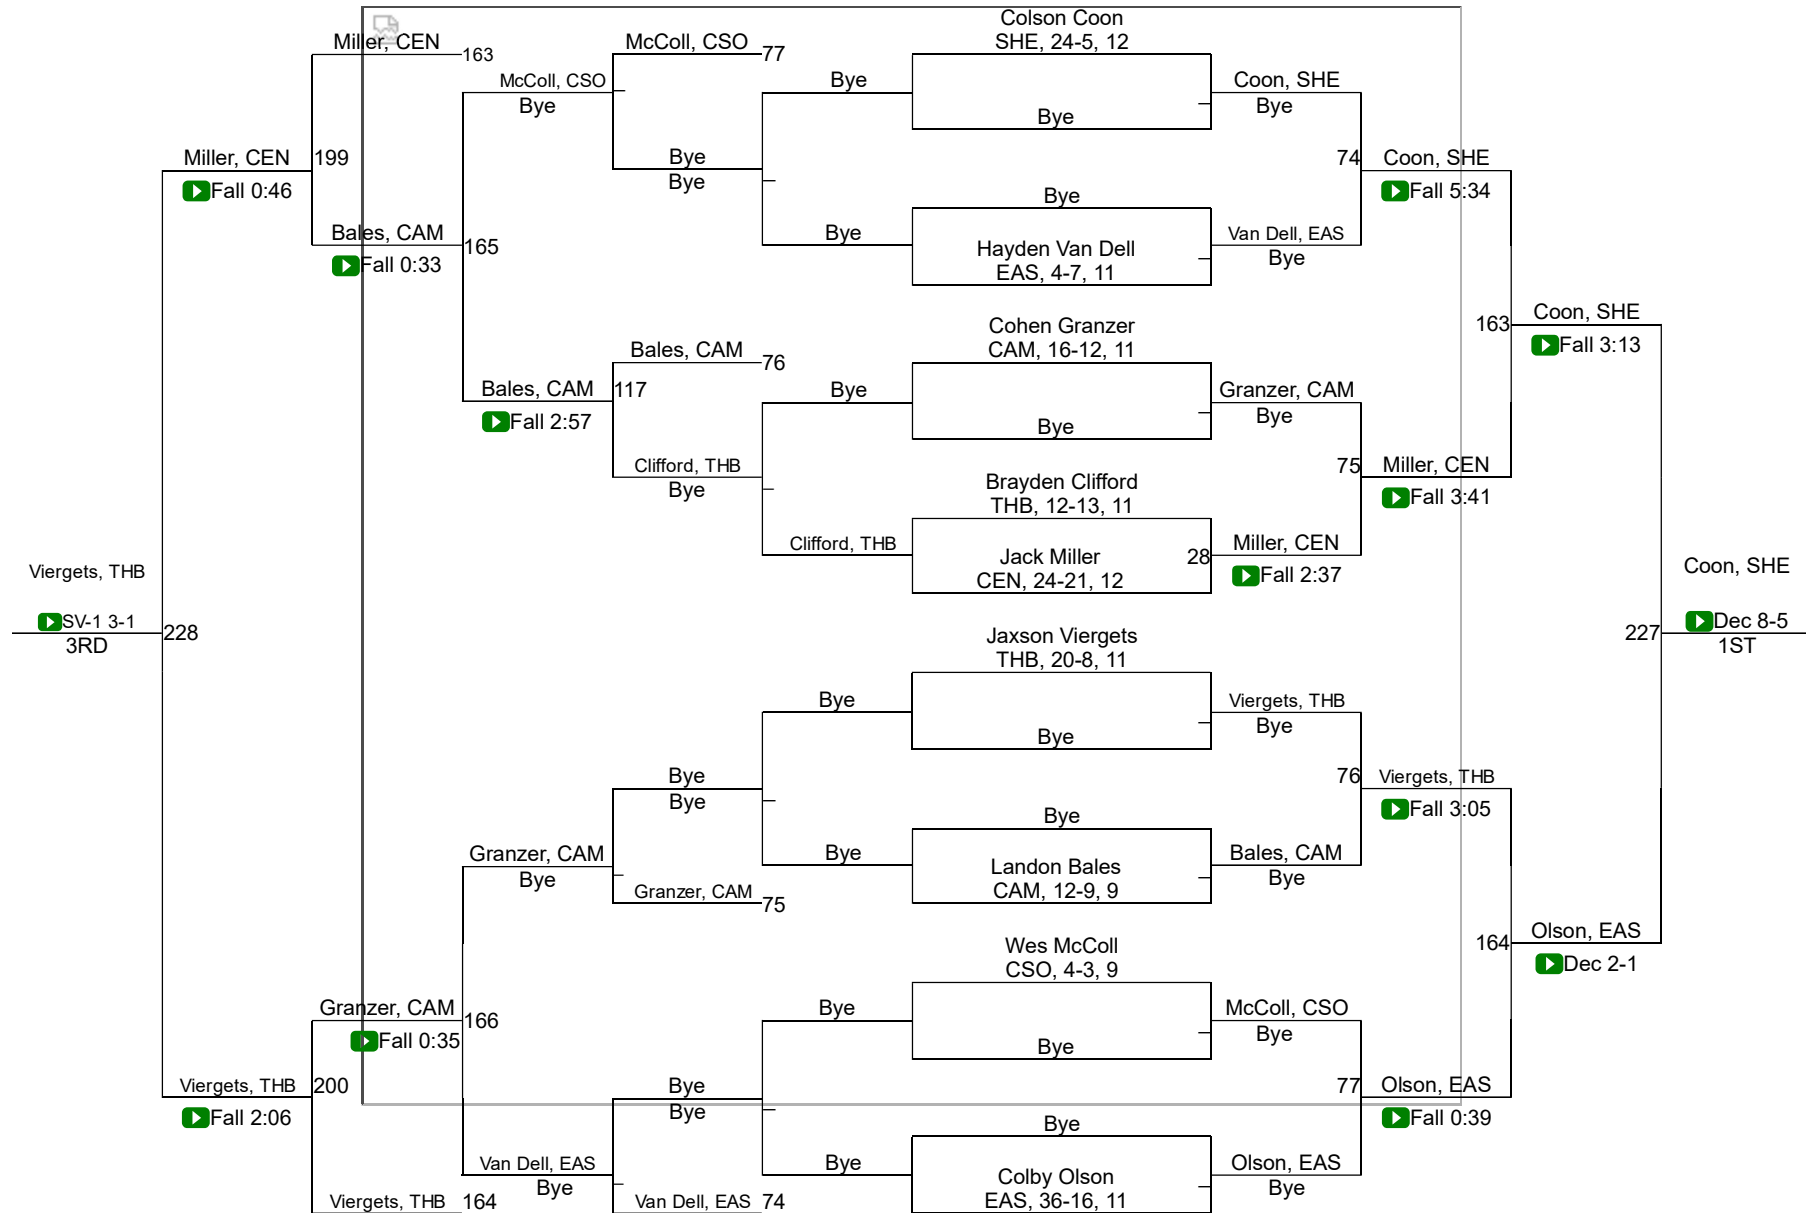 Colson Coon
Miller, CEN
McColl, CSO
SHE, 24-5, 12
163
77
McColl, CSO
Bye
Coon, SHE
Bye
Bye
Bye
Miller, CEN
199
Bye
74
Coon, SHE
Fall 0:46
Bye
Fall 5:34
Bye
Bales, CAM
165
Bye
Hayden Van Dell
Van Dell, EAS
Fall 0:33
EAS, 4-7, 11
Bye
Cohen Granzer
163
Coon, SHE
Bales, CAM
76
CAM, 16-12, 11
Fall 3:13
Bales, CAM
117
Bye
Granzer, CAM
Fall 2:57
Bye
Bye
Clifford, THB
75
Miller, CEN
Bye
Brayden Clifford
Fall 3:41
THB, 12-13, 11
Clifford, THB
Jack Miller
28
Miller, CEN
CEN, 24-21, 12
Fall 2:37
Viergets, THB
Coon, SHE
SV-1 3-1
228
227
Dec 8-5
3RD
1ST
Jaxson Viergets
THB, 20-8, 11
Bye
Viergets, THB
Bye
Bye
Bye
76
Viergets, THB
Bye
Fall 3:05
Bye
Granzer, CAM
Bye
Landon Bales
Bales, CAM
Bye
Granzer, CAM
75
CAM, 12-9, 9
Bye
Wes McColl
164
Olson, EAS
CSO, 4-3, 9
Dec 2-1
Granzer, CAM
166
Bye
McColl, CSO
Fall 0:35
Bye
Bye
Viergets, THB
200
Bye
77
Olson, EAS
Fall 2:06
Bye
Fall 0:39
Bye
Van Dell, EAS
Bye
Colby Olson
Olson, EAS
Bye
Bye
Viergets, THB
164
Van Dell, EAS
74
EAS, 36-16, 11